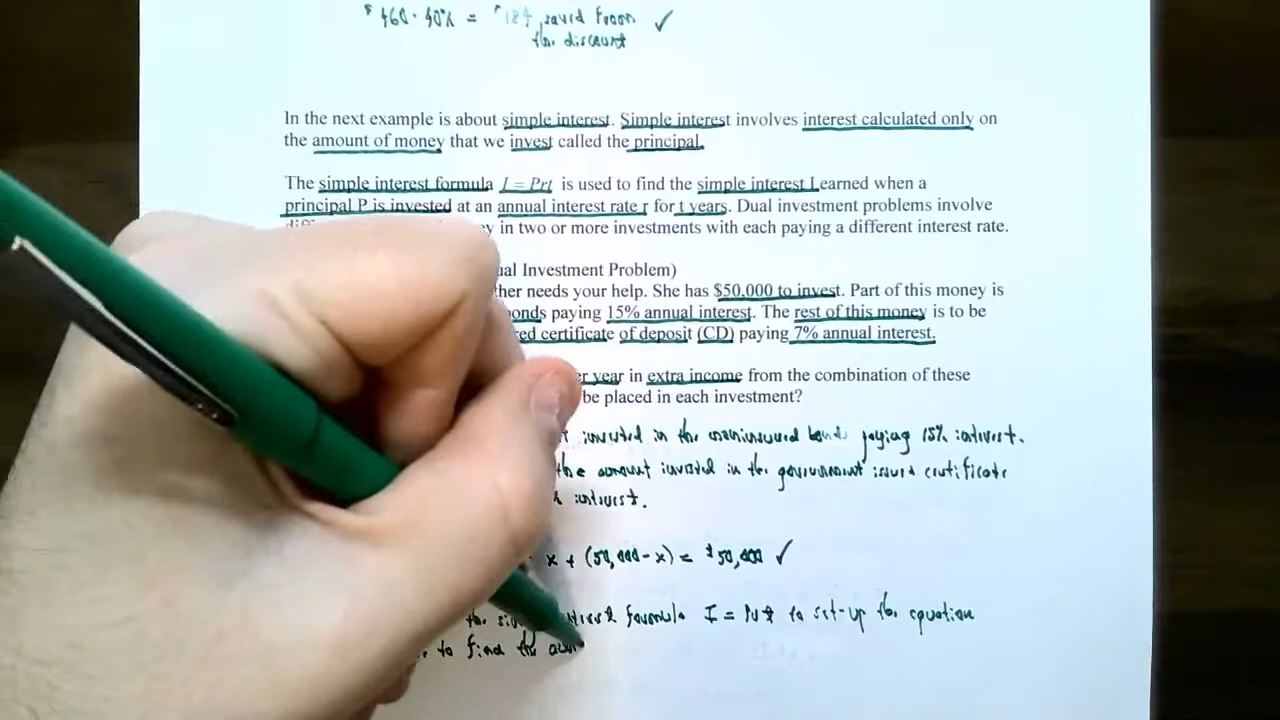 $460 · 40% = $184 saved from ✓
the discount
In the next example is about simple interest. Simple interest involves interest calculated only on
the amount of money that we invest called the principal.
The simple interest formula I = Prt is used to find the simple interest I earned when a
principal P is invested at an annual interest rate r for t years. Dual investment problems involve
in two or more investments with each paying a different interest rate.
Investment Problem)
needs your help. She has $50,000 to invest. Part of this money is
paying 15% annual interest. The rest of this money is to be
certificate of deposit (CD) paying 7% annual interest.
year in extra income from the combination of these
be placed in each investment?
invested in the noninsured bonds paying 15% interest.
the amount invested in the government issued certificate
interest.
x + (50,000 - x) = $50,000 ✓
the formula I = Prt to set-up the equation
to find the